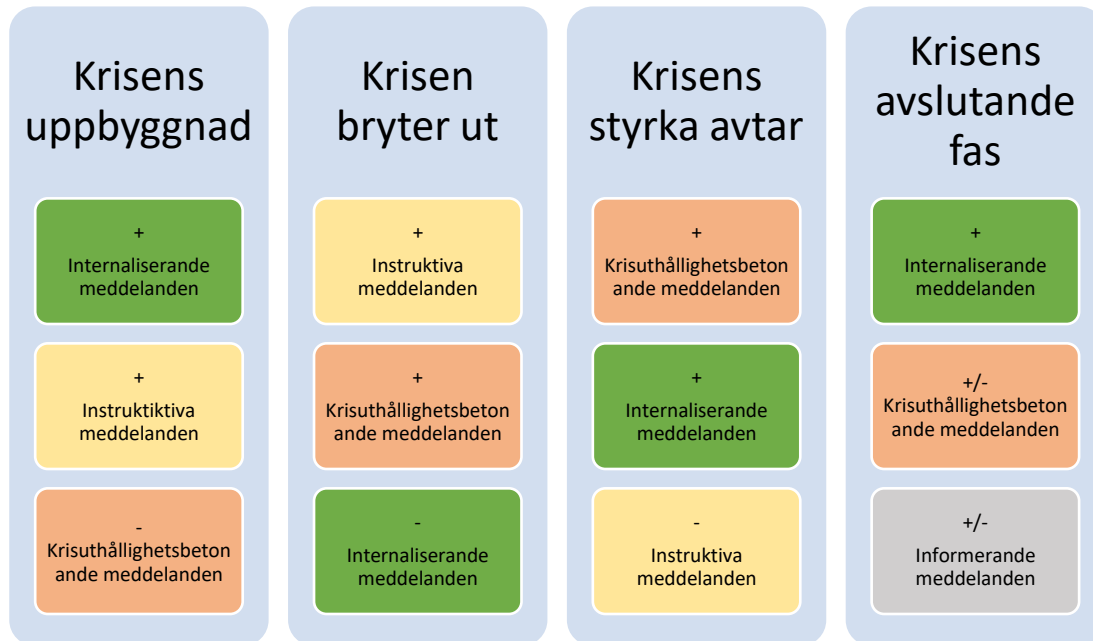 Krisens
uppbyggnad
+
Internaliserande
meddelanden
+
Instruktiktiva
meddelanden
-
Krisuthållighetsbeton
ande meddelanden
Krisen
bryter ut
+
Instruktiva
meddelanden
+
Krisuthållighetsbeton
ande meddelanden
-
Internaliserande
meddelanden
Krisens
styrka avtar
+
Krisuthållighetsbeton
ande meddelanden
+
Internaliserande
meddelanden
-
Instruktiva
meddelanden
Krisens
avslutande
fas
+
Internaliserande
meddelanden
+/-
Krisuthållighetsbeton
ande meddelanden
+/-
Informerande
meddelanden